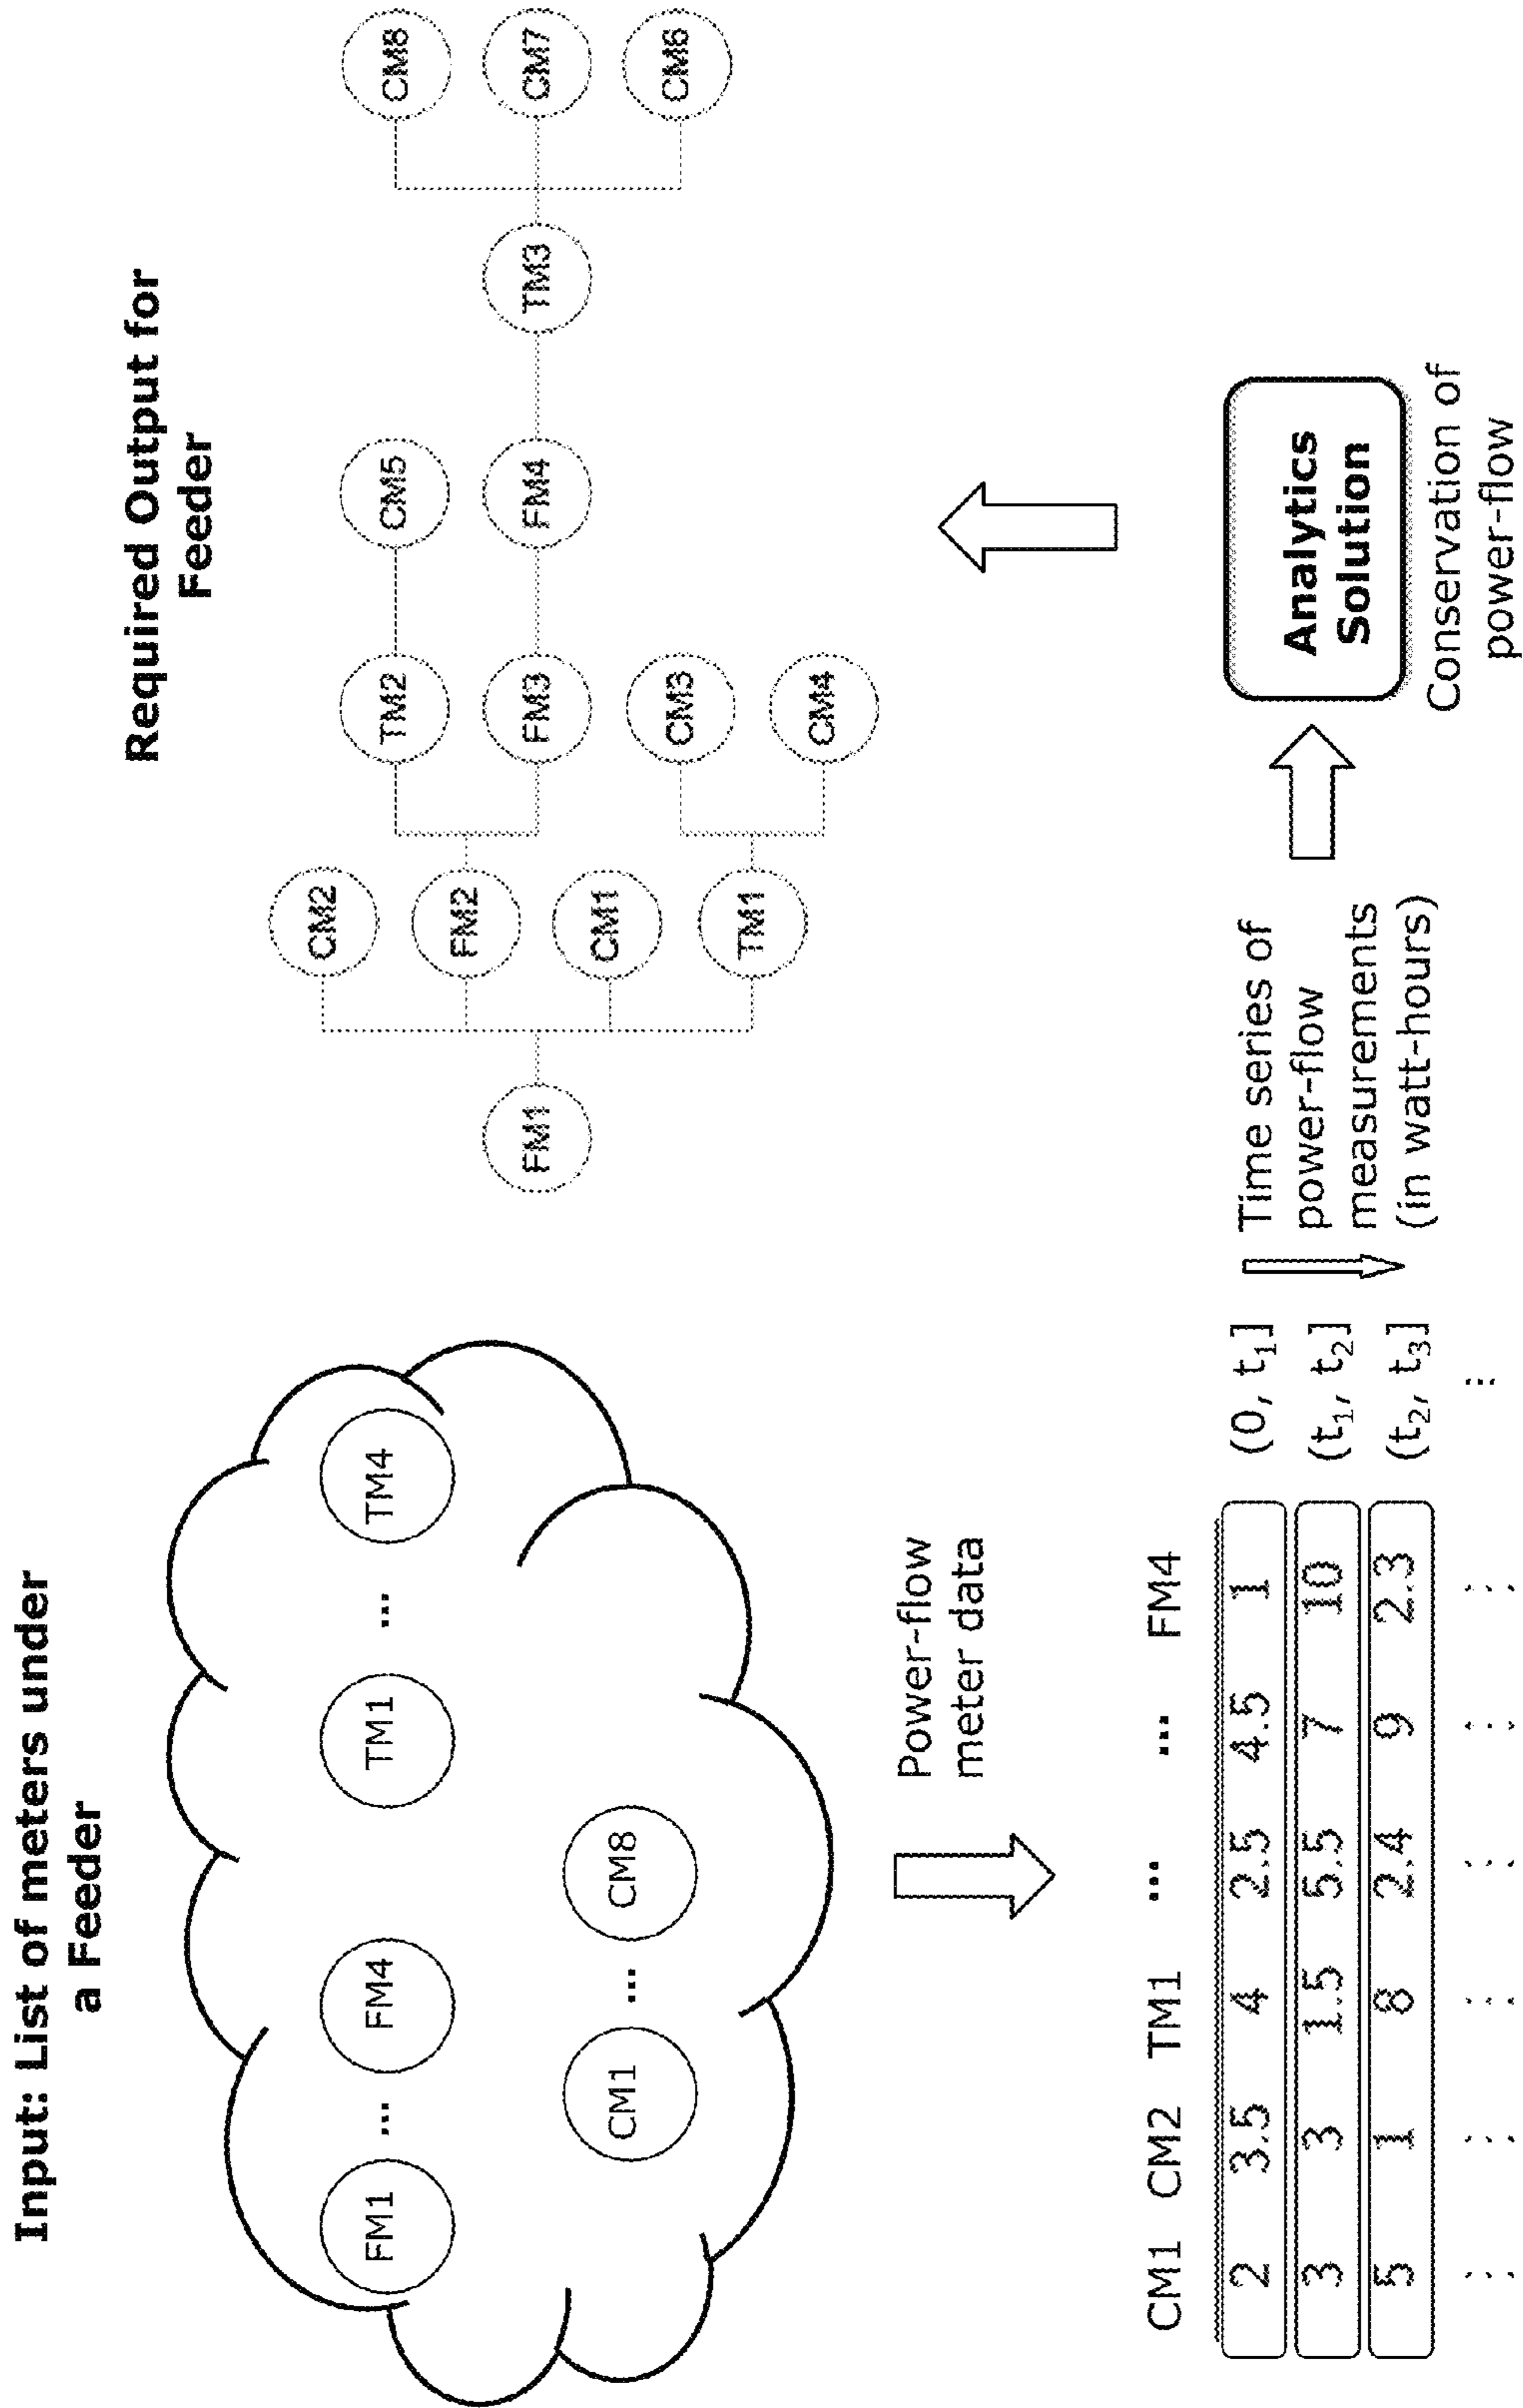 Input: List of meters under
a Feeder
FM1 ... FM4 TM1 ... TM4
CM1 ... CM8
Power-flow
meter data
CM1 CM2 TM1 ... ... FM4
2 3.5 4 2.5 4.5 1 (0, t1]
3 3 1.5 5.5 7 10 (t1, t2]
5 1 8 2.4 9 2.3 (t2, t3]
Time series of
power-flow
measurements
(in watt-hours)
Analytics
Solution
Conservation of
power-flow
Required Output for
Feeder
CM2
TM2 CM5 CM8
FM2
FM1 FM3 FM4 TM3 CM7
CM1
CM3 CM6
TM1
CM4